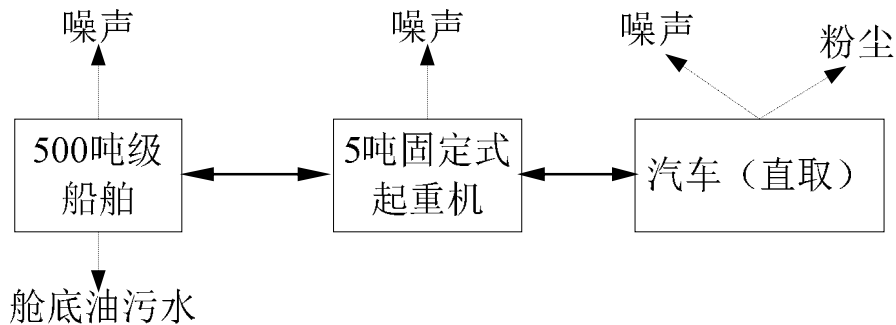 噪声
噪声
噪声
粉尘
500吨级
船舶
5吨固定式
起重机
汽车（直取）
舱底油污水